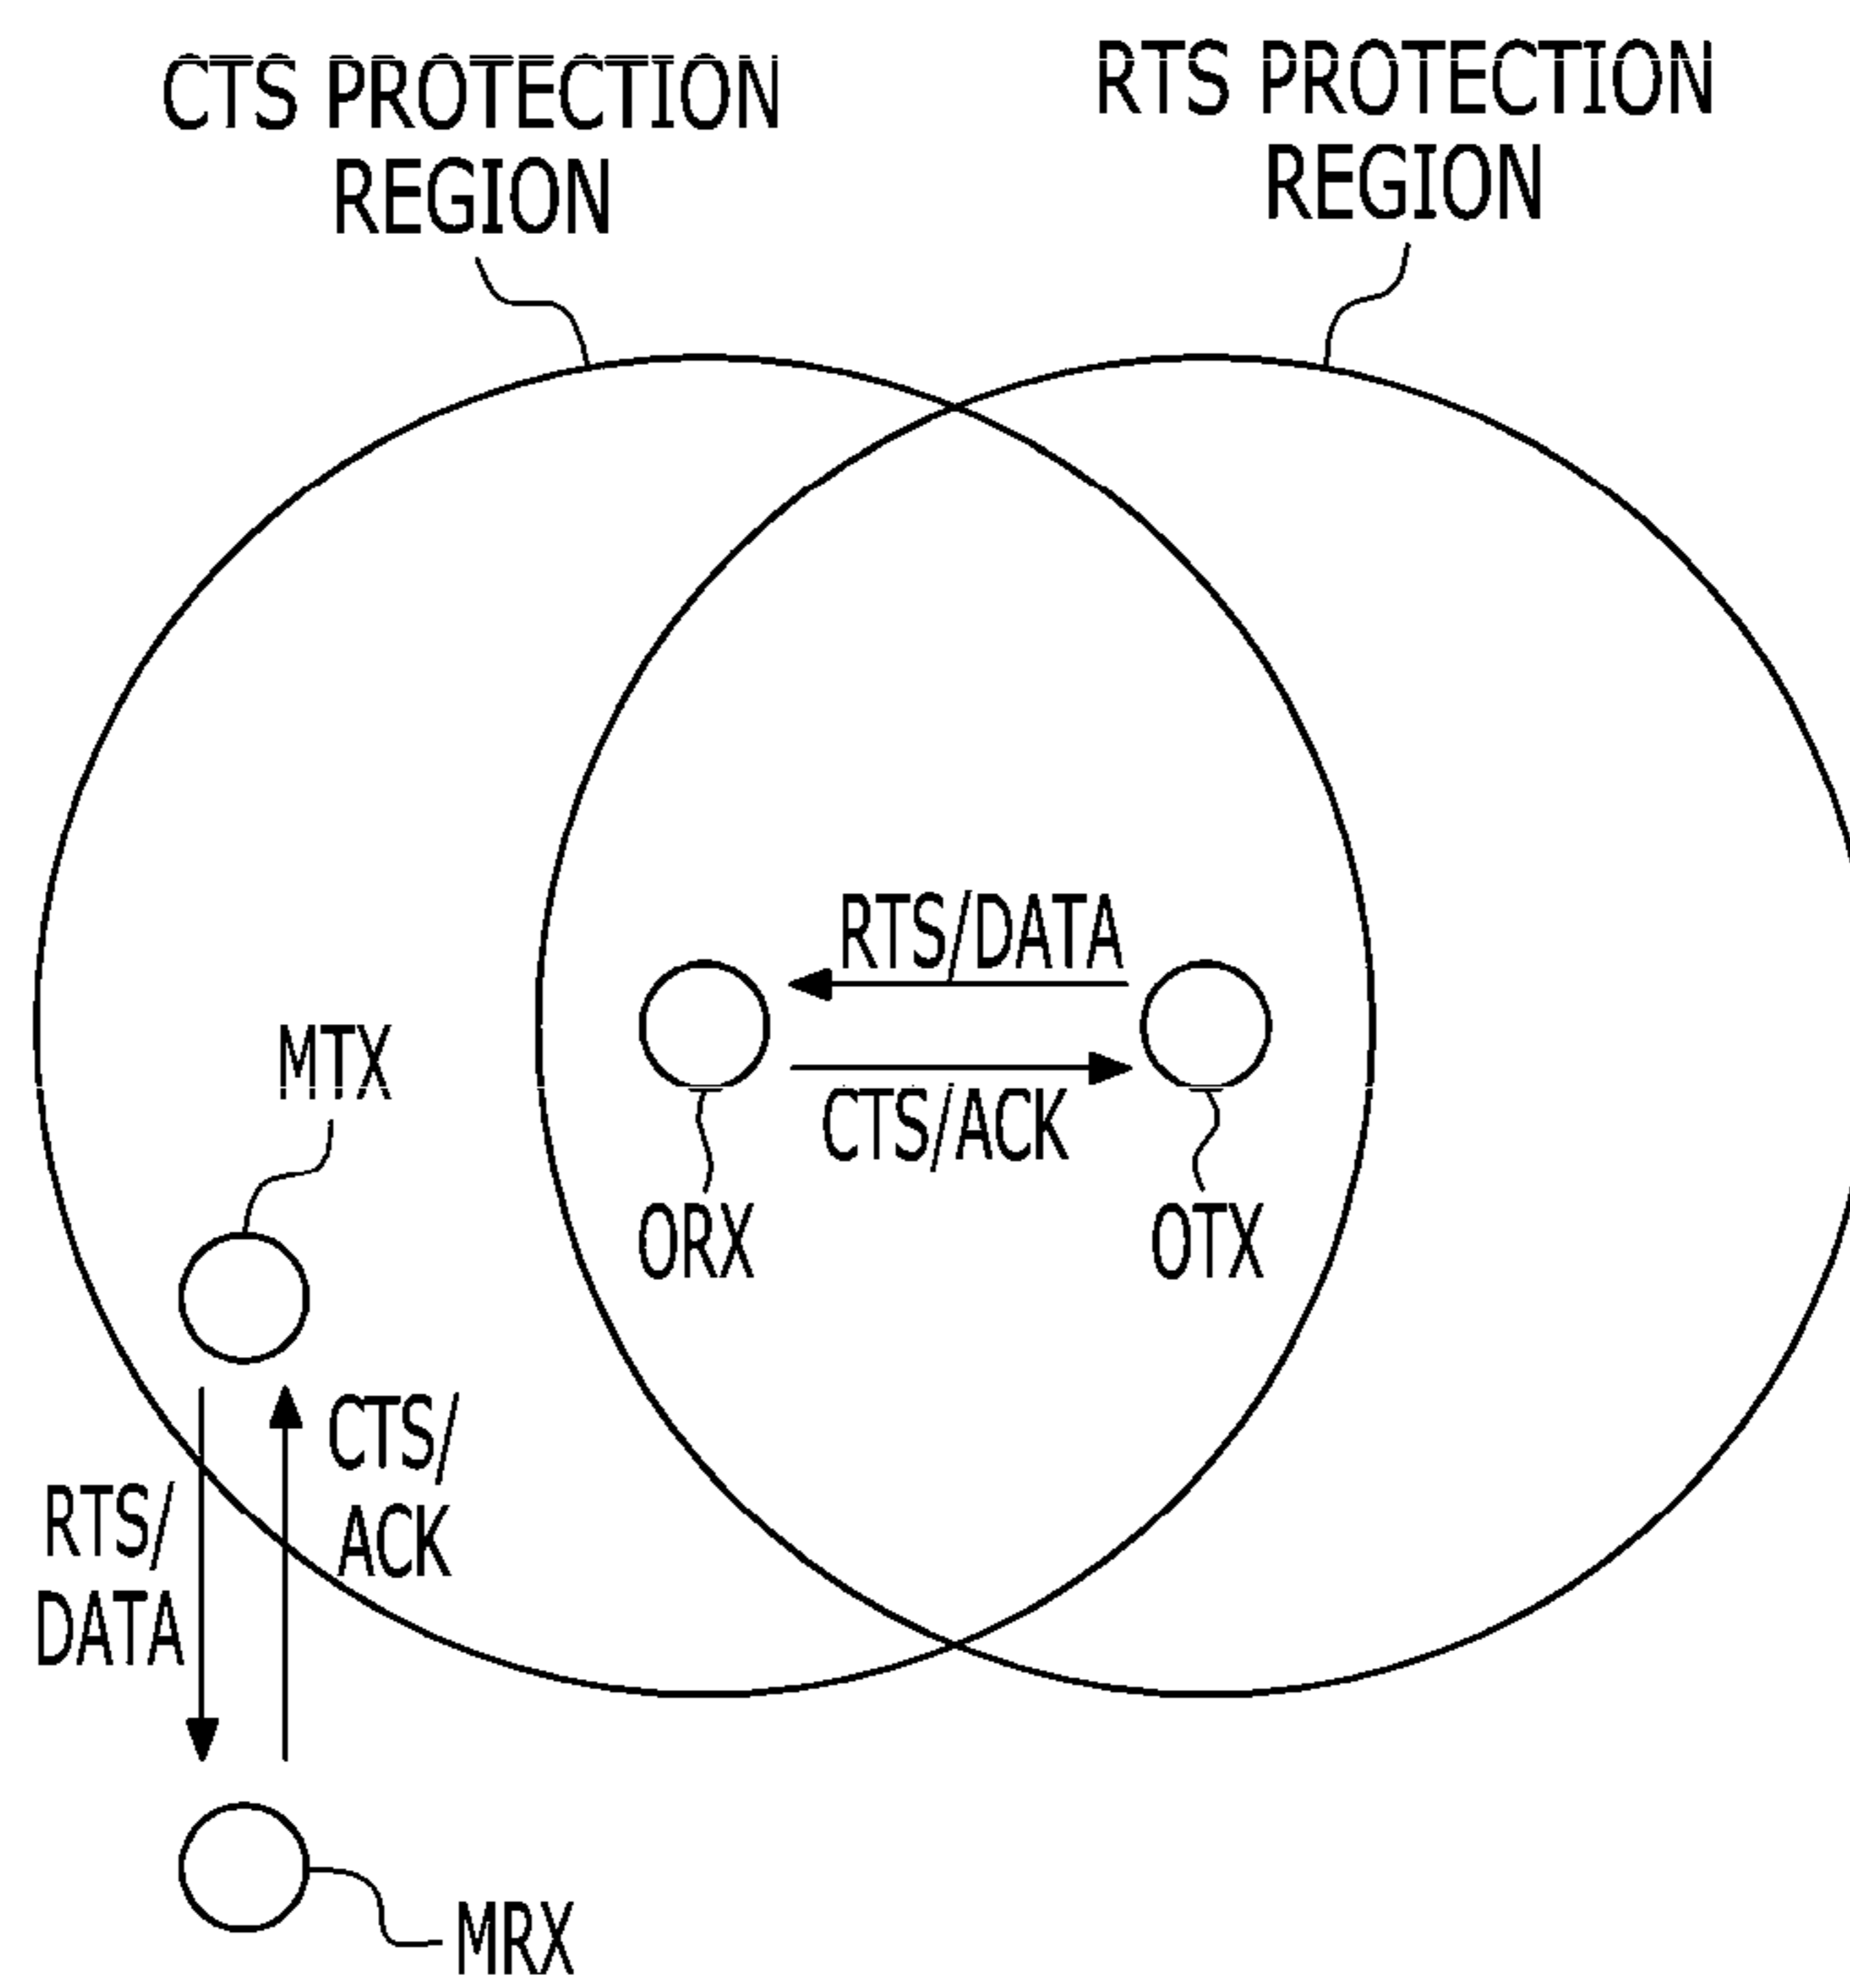 CTS PROTECTION
REGION
RTS PROTECTION
REGION
RTS/DATA
MTX
CTS/ACK
ORX
OTX
CTS/
ACK
RTS/
DATA
MRX